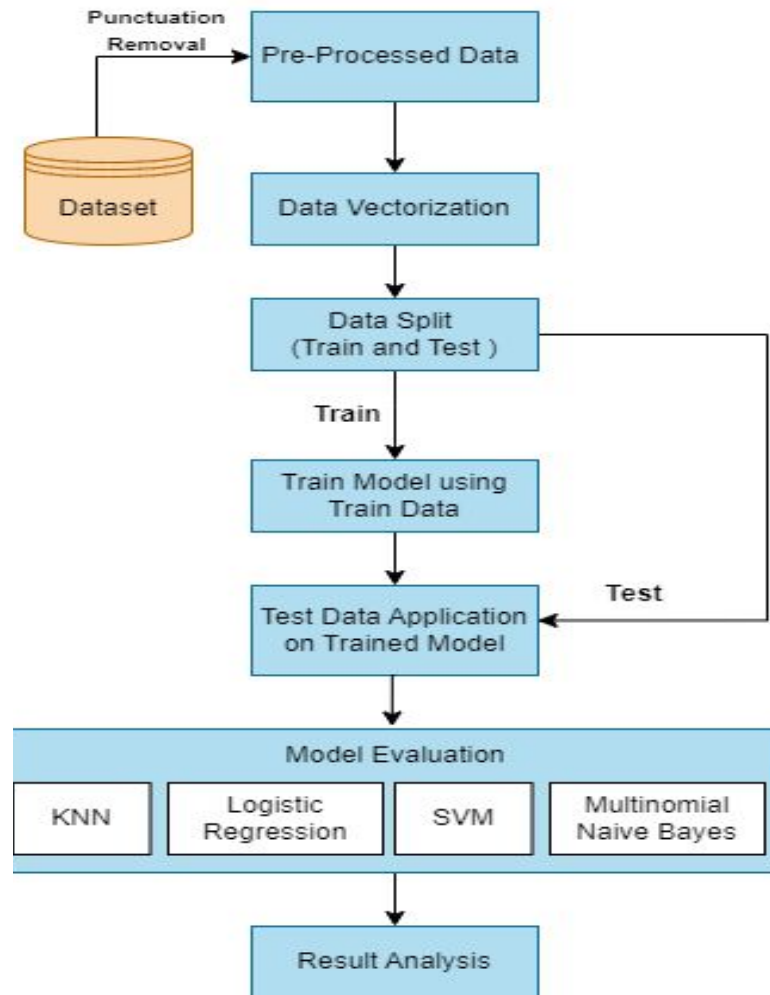 Punctuation
Removal
Pre-Processed Data
Dataset
Data Vectorization
Data Split
(Train and Test )
Train
Train Model using
Train Data
Test
Test Data Application
on Trained Model
Model Evaluation
KNN
Logistic
Regression
SVM
Multinomial
Naive Bayes
Result Analysis